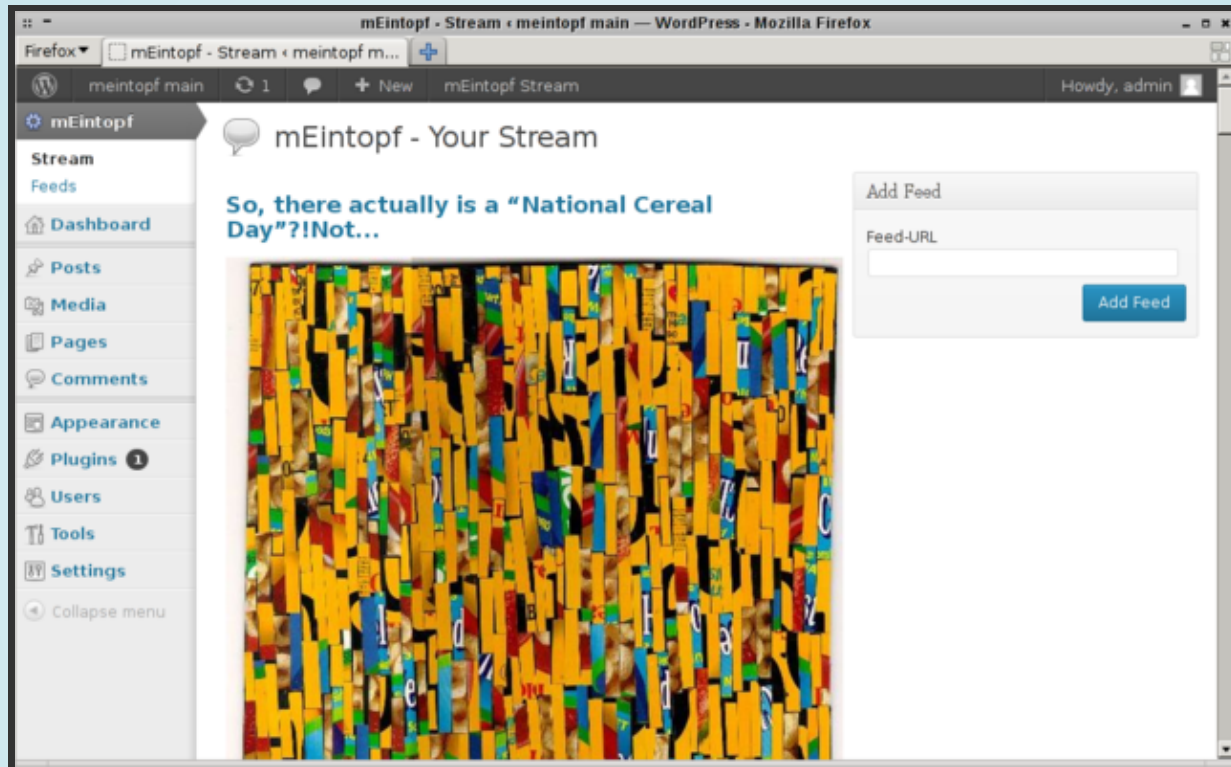 mEintopf - Stream ‹ meintopf main — WordPress - Mozilla Firefox
Firefox
mEintopf - Stream ‹ meintopf m...
meintopf main
1
New
mEintopf Stream
Howdy, admin
mEintopf
Stream
Feeds
Dashboard
Posts
Media
Pages
Comments
Appearance
Plugins 1
Users
Tools
Settings
Collapse menu
mEintopf - Your Stream
So, there actually is a “National Cereal
Day”?!Not...
Add Feed
Feed-URL
Add Feed